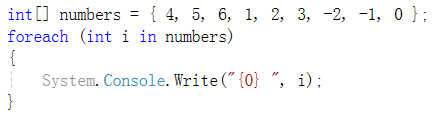 int[] numbers = { 4, 5, 6, 1, 2, 3, -2, -1, 0 };
foreach (int i in numbers)
{
    System.Console.Write("{0} ", i);
}